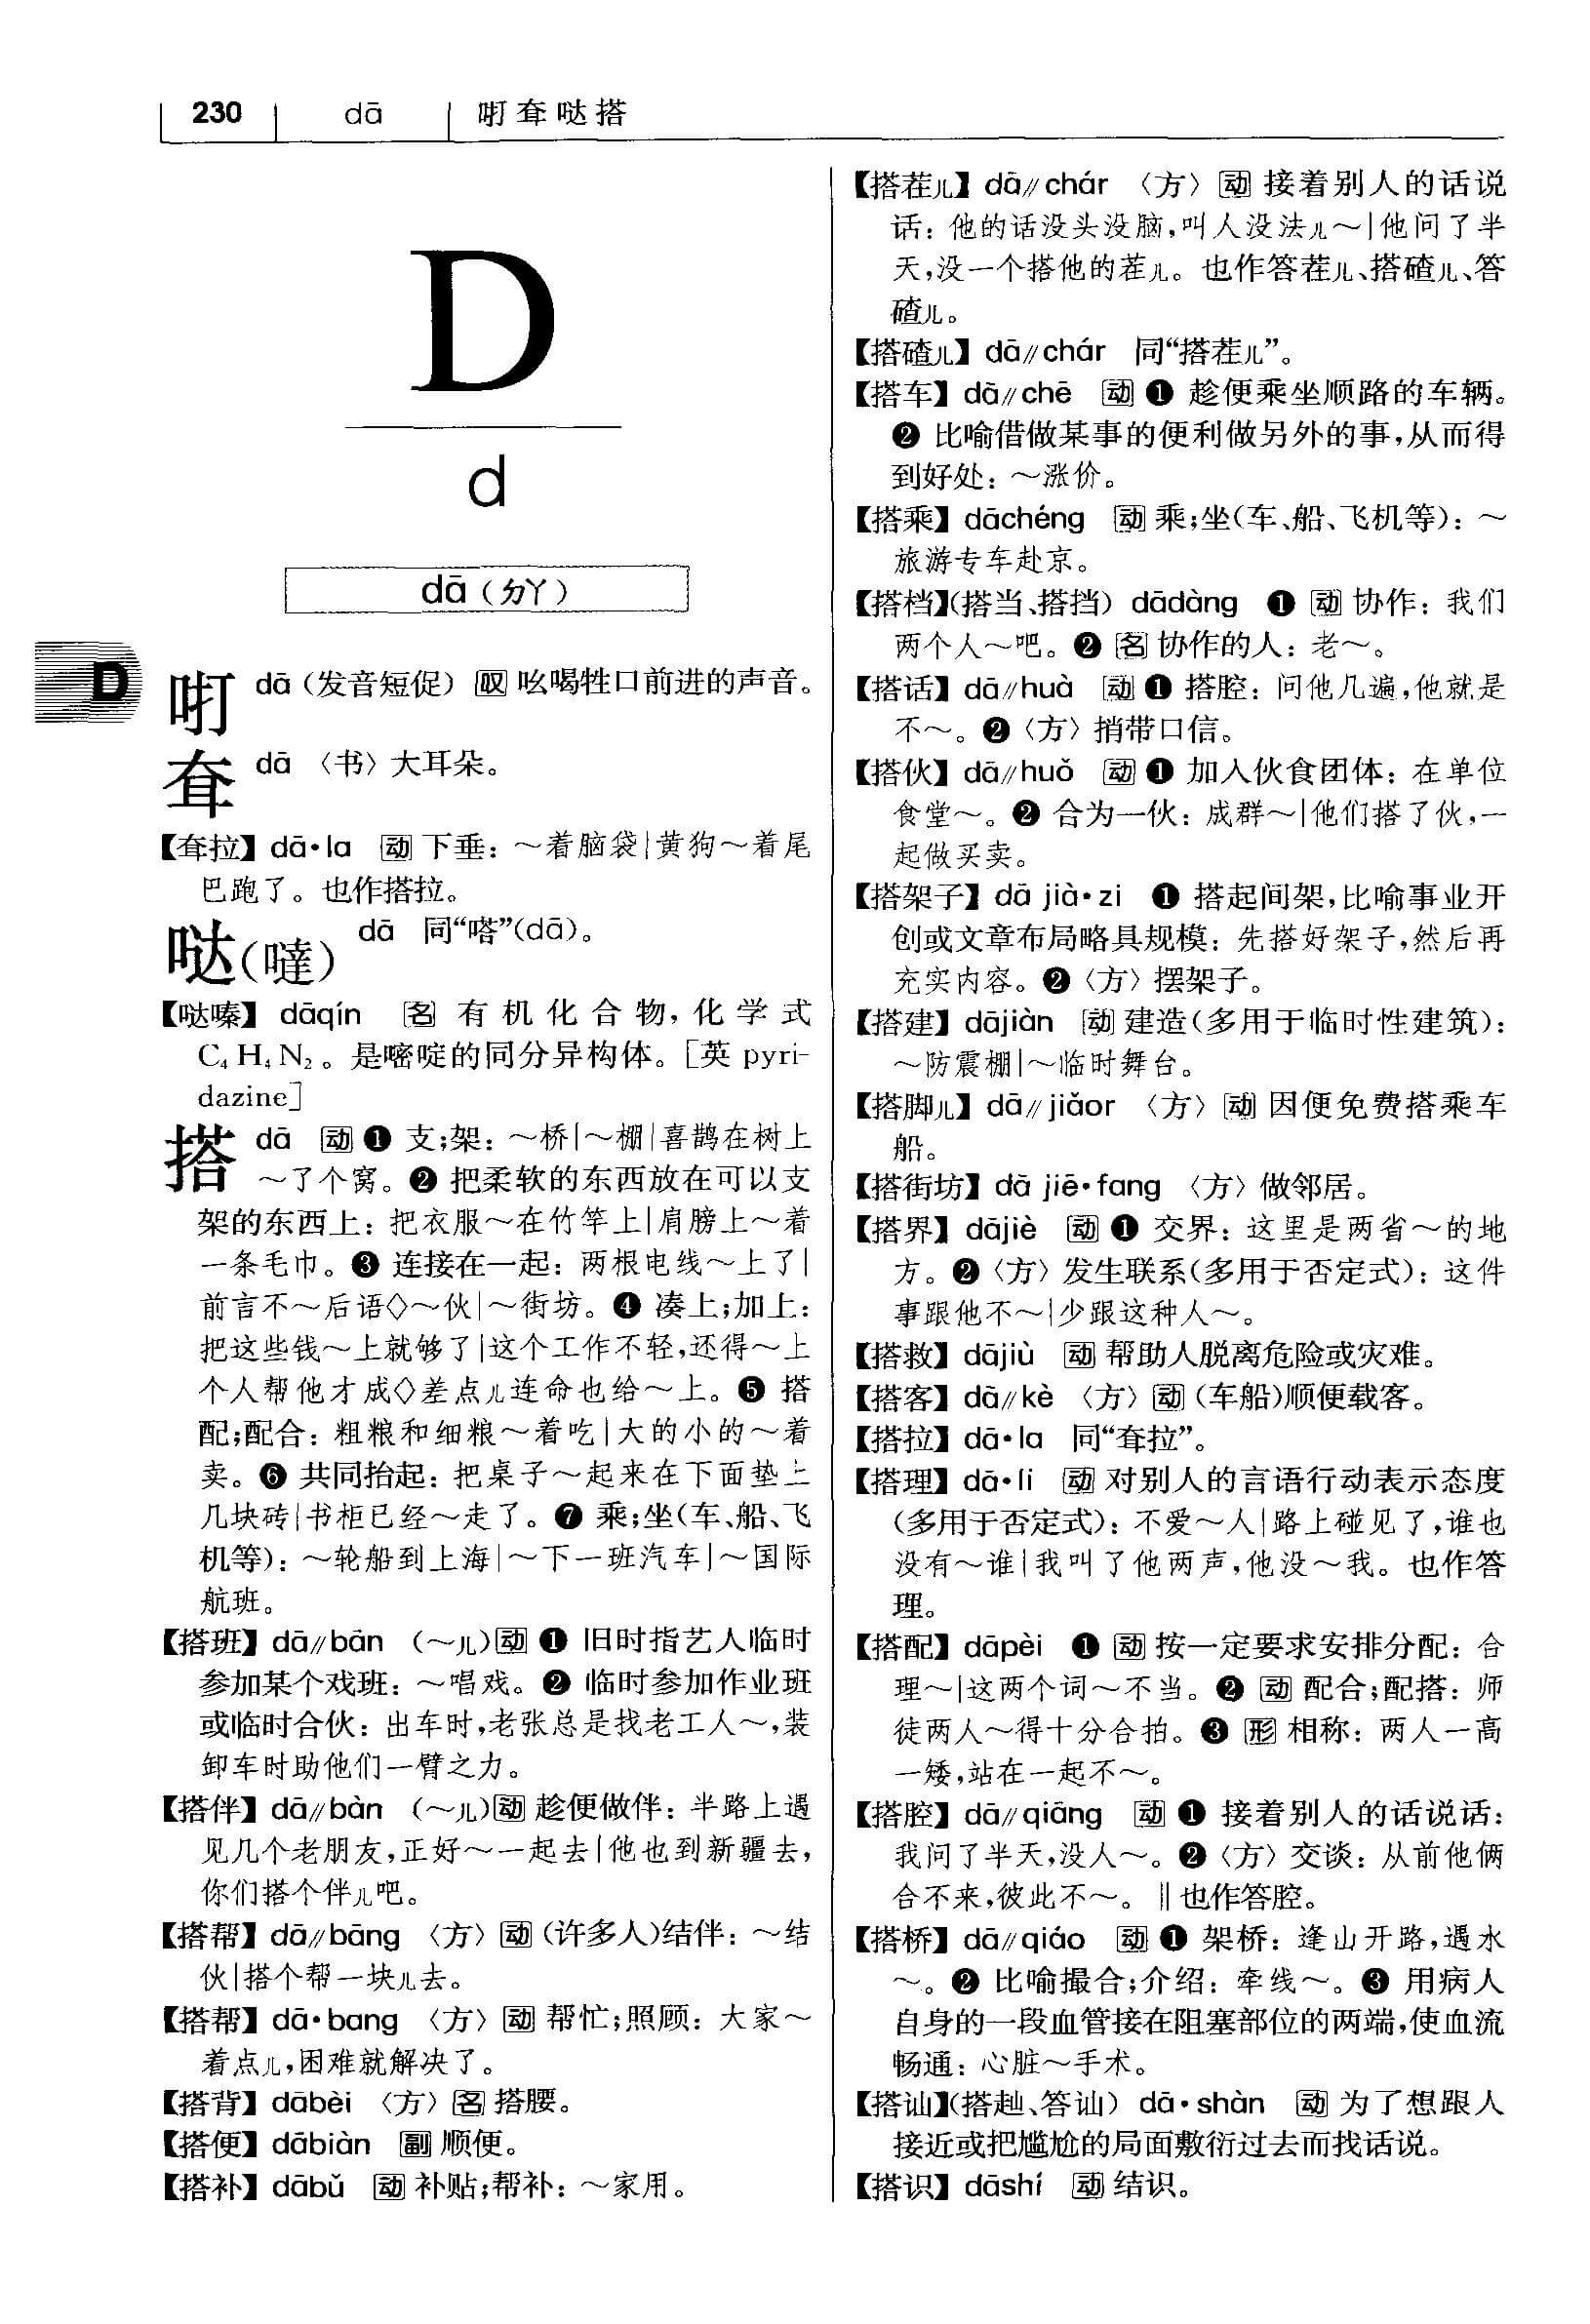 230 dā 咑耷哒搭
D
d
dā(ㄉㄚ)
D
咑 dā(发音短促)叹 吆喝牲口前进的声音。
耷 dā 〈书〉大耳朵。
【耷拉】dā·la 动 下垂：～着脑袋|黄狗～着尾
巴跑了。也作搭拉。
哒(噠) dā 同“嗒”(dā)。
【哒嗪】dāqín 名 有机化合物，化学式
C₄H₄N₂。是嘧啶的同分异构体。[英 pyri-
dazine]
搭 dā 动 ❶ 支；架：～桥|～棚|喜鹊在树上
～了个窝。❷ 把柔软的东西放在可以支
架的东西上：把衣服～在竹竿上|肩膀上～着
一条毛巾。❸ 连接在一起：两根电线～上了|
前言不～后语◇～伙|～街坊。❹ 凑上；加上：
把这些钱～上就够了|这个工作不轻，还得～上
个人帮他才成◇差点儿连命也给～上。❺ 搭
配；配合：粗粮和细粮～着吃|大的小的～着
卖。❻ 共同抬起：把桌子～起来在下面垫上
几块砖|书柜已经～走了。❼ 乘；坐(车、船、飞
机等)：～轮船到上海|～下一班汽车|～国际
航班。
【搭班】dā//bān (～儿)动 ❶ 旧时指艺人临时
参加某个戏班：～唱戏。❷ 临时参加作业班
或临时合伙：出车时，老张总是找老工人～，装
卸车时助他们一臂之力。
【搭伴】dā//bàn (～儿)动 趁便做伴：半路上遇
见几个老朋友，正好～一起去|他也到新疆去，
你们搭个伴儿吧。
【搭帮】dā//bāng 〈方〉动 (许多人)结伴：～结
伙|搭个帮一块儿去。
【搭帮】dā·bang 〈方〉动 帮忙；照顾：大家～
着点儿，困难就解决了。
【搭背】dābèi 〈方〉名 搭腰。
【搭便】dābiàn 副 顺便。
【搭补】dābǔ 动 补贴；帮补：～家用。
【搭茬儿】dā//chár 〈方〉动 接着别人的话说
话：他的话没头没脑，叫人没法儿～|他问了半
天，没一个搭他的茬儿。也作答茬儿、搭碴儿、答
碴儿。
【搭碴儿】dā//chár 同“搭茬儿”。
【搭车】dā//chē 动 ❶ 趁便乘坐顺路的车辆。
❷ 比喻借做某事的便利做另外的事，从而得
到好处：～涨价。
【搭乘】dāchéng 动 乘；坐(车、船、飞机等)：～
旅游专车赴京。
【搭档】(搭当、搭挡) dādàng ❶ 动 协作：我们
两个人～吧。❷ 名 协作的人：老～。
【搭话】dā//huà 动 ❶ 搭腔：问他几遍，他就是
不～。❷〈方〉捎带口信。
【搭伙】dā//huǒ 动 ❶ 加入伙食团体：在单位
食堂～。❷ 合为一伙：成群～|他们搭了伙，一
起做买卖。
【搭架子】dā jià·zi ❶ 搭起间架，比喻事业开
创或文章布局略具规模：先搭好架子，然后再
充实内容。❷〈方〉摆架子。
【搭建】dājiàn 动 建造(多用于临时性建筑)：
～防震棚|～临时舞台。
【搭脚儿】dā//jiǎor 〈方〉动 因便免费搭乘车
船。
【搭街坊】dā jiē·fang 〈方〉做邻居。
【搭界】dājiè 动 ❶ 交界：这里是两省～的地
方。❷〈方〉发生联系(多用于否定式)：这件
事跟他不～|少跟这种人～。
【搭救】dājiù 动 帮助人脱离危险或灾难。
【搭客】dā//kè 〈方〉动 (车船)顺便载客。
【搭拉】dā·la 同“耷拉”。
【搭理】dā·li 动 对别人的言语行动表示态度
(多用于否定式)：不爱～人|路上碰见了，谁也
没有～谁|我叫了他两声，他没～我。也作答
理。
【搭配】dāpèi ❶ 动 按一定要求安排分配：合
理～|这两个词～不当。❷ 动 配合；配搭：师
徒两人～得十分合拍。❸ 形 相称：两人一高
一矮，站在一起不～。
【搭腔】dā//qiāng 动 ❶ 接着别人的话说话：
我问了半天，没人～。❷〈方〉交谈：从前他俩
合不来，彼此不～。‖也作答腔。
【搭桥】dā//qiáo 动 ❶ 架桥：逢山开路，遇水
～。❷ 比喻撮合；介绍：牵线～。❸ 用病人
自身的一段血管接在阻塞部位的两端，使血流
畅通：心脏～手术。
【搭讪】(搭赸、答讪) dā·shàn 动 为了想跟人
接近或把尴尬的局面敷衍过去而找话说。
【搭识】dāshí 动 结识。